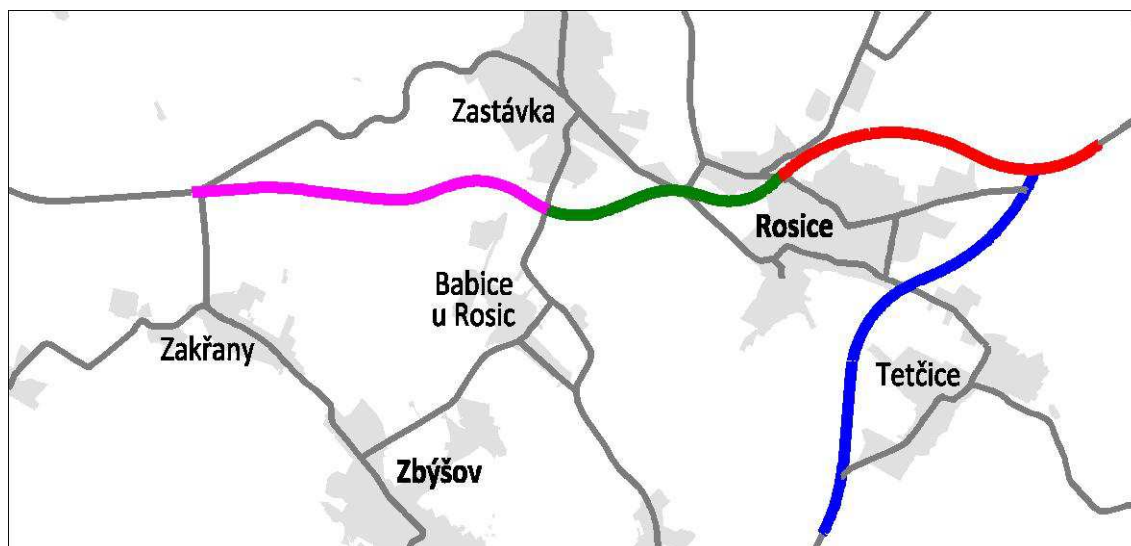 Zastávka
Rosice
Babice
u Rosic
Zakřany
Tetčice
Zbýšov